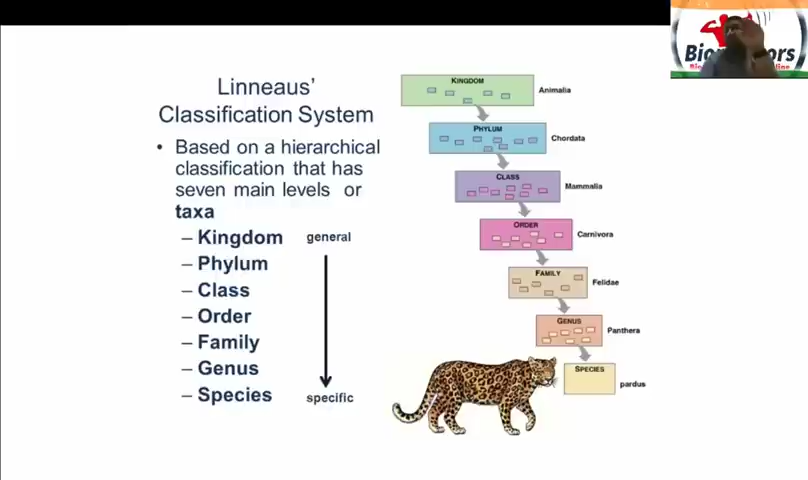 Linneaus'
Classification System
• Based on a hierarchical
classification that has
seven main levels or
taxa
– Kingdom
– Phylum
– Class
– Order
– Family
– Genus
– Species
general
specific
KINGDOM
Animalia
PHYLUM
Chordata
CLASS
Mammalia
ORDER
Carnivora
FAMILY
Felidae
GENUS
Panthera
SPECIES
pardus